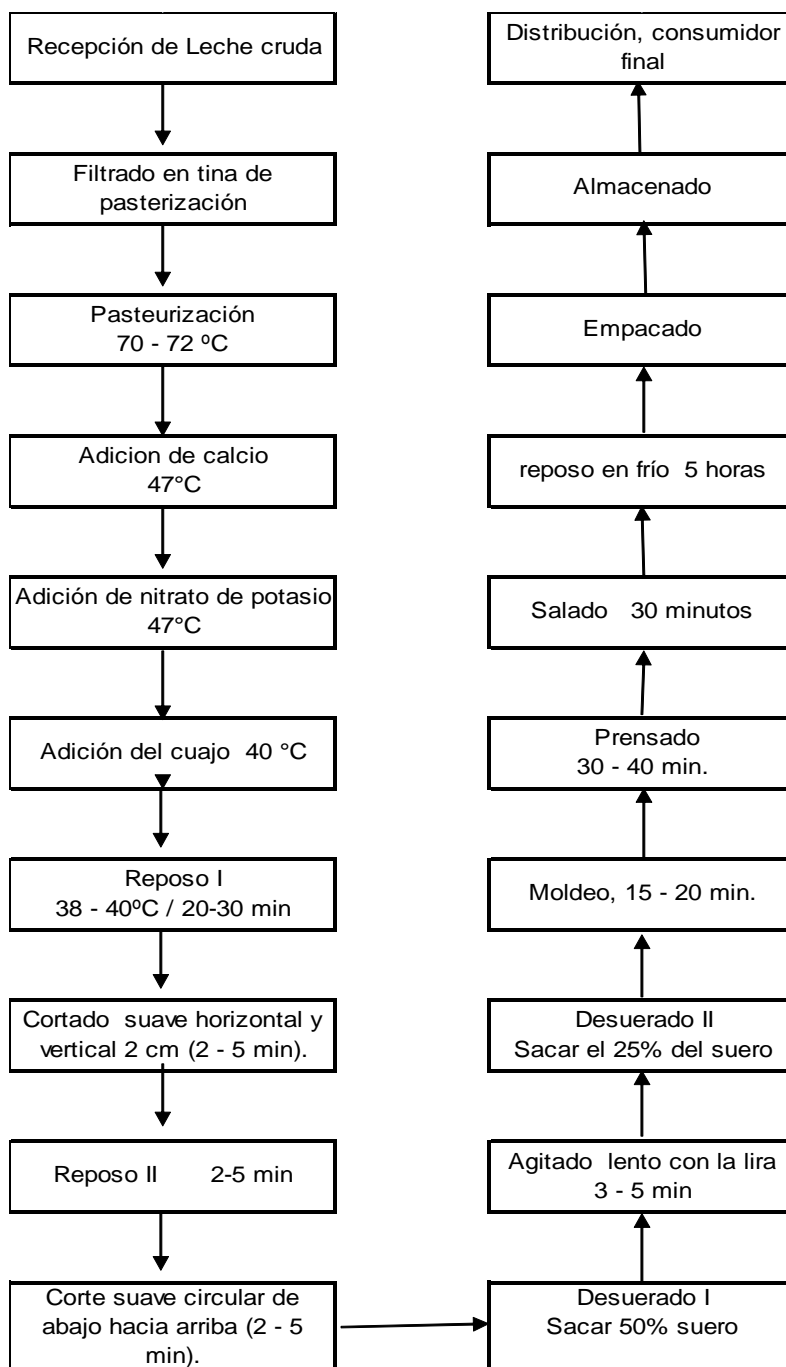 Recepción de Leche cruda
Filtrado en tina de
pasterización
Pasteurización
70 - 72 ºC
Adicion de calcio
47°C
Adición de nitrato de potasio
47°C
Adición del cuajo 40 °C
Reposo I
38 - 40ºC / 20-30 min
Cortado suave horizontal y
vertical 2 cm (2 - 5 min).
Reposo II 2-5 min
Corte suave circular de
abajo hacia arriba (2 - 5
min).
Desuerado I
Sacar 50% suero
Agitado lento con la lira
3 - 5 min
Desuerado II
Sacar el 25% del suero
Moldeo, 15 - 20 min.
Prensado
30 - 40 min.
Salado 30 minutos
reposo en frío 5 horas
Empacado
Almacenado
Distribución, consumidor
final